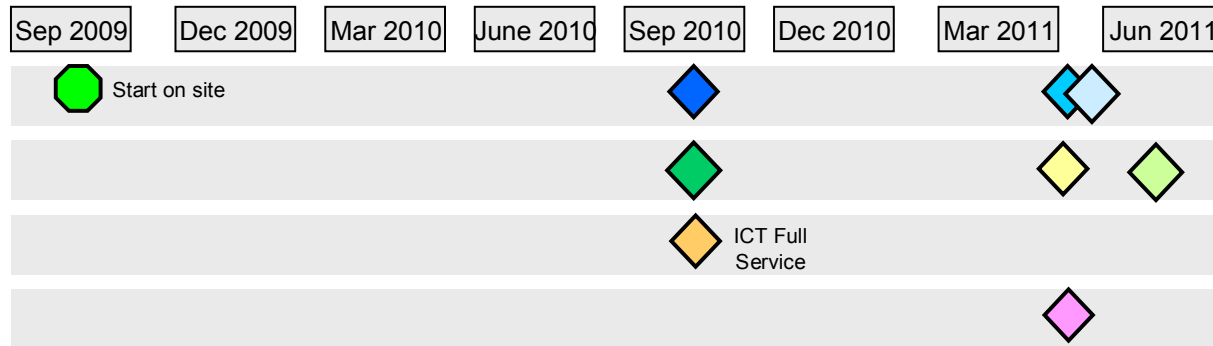 Sep 2009 Dec 2009 Mar 2010 June 2010 Sep 2010 Dec 2010 Mar 2011 Jun 2011
Start on site
ICT Full
Service